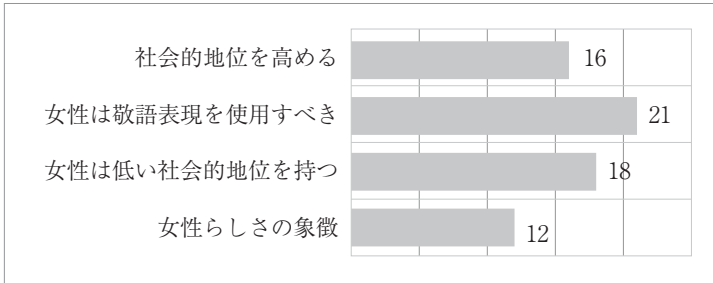 社会的地位を高める 16
女性は敬語表現を使用すべき 21
女性は低い社会的地位を持つ 18
女性らしさの象徴 12